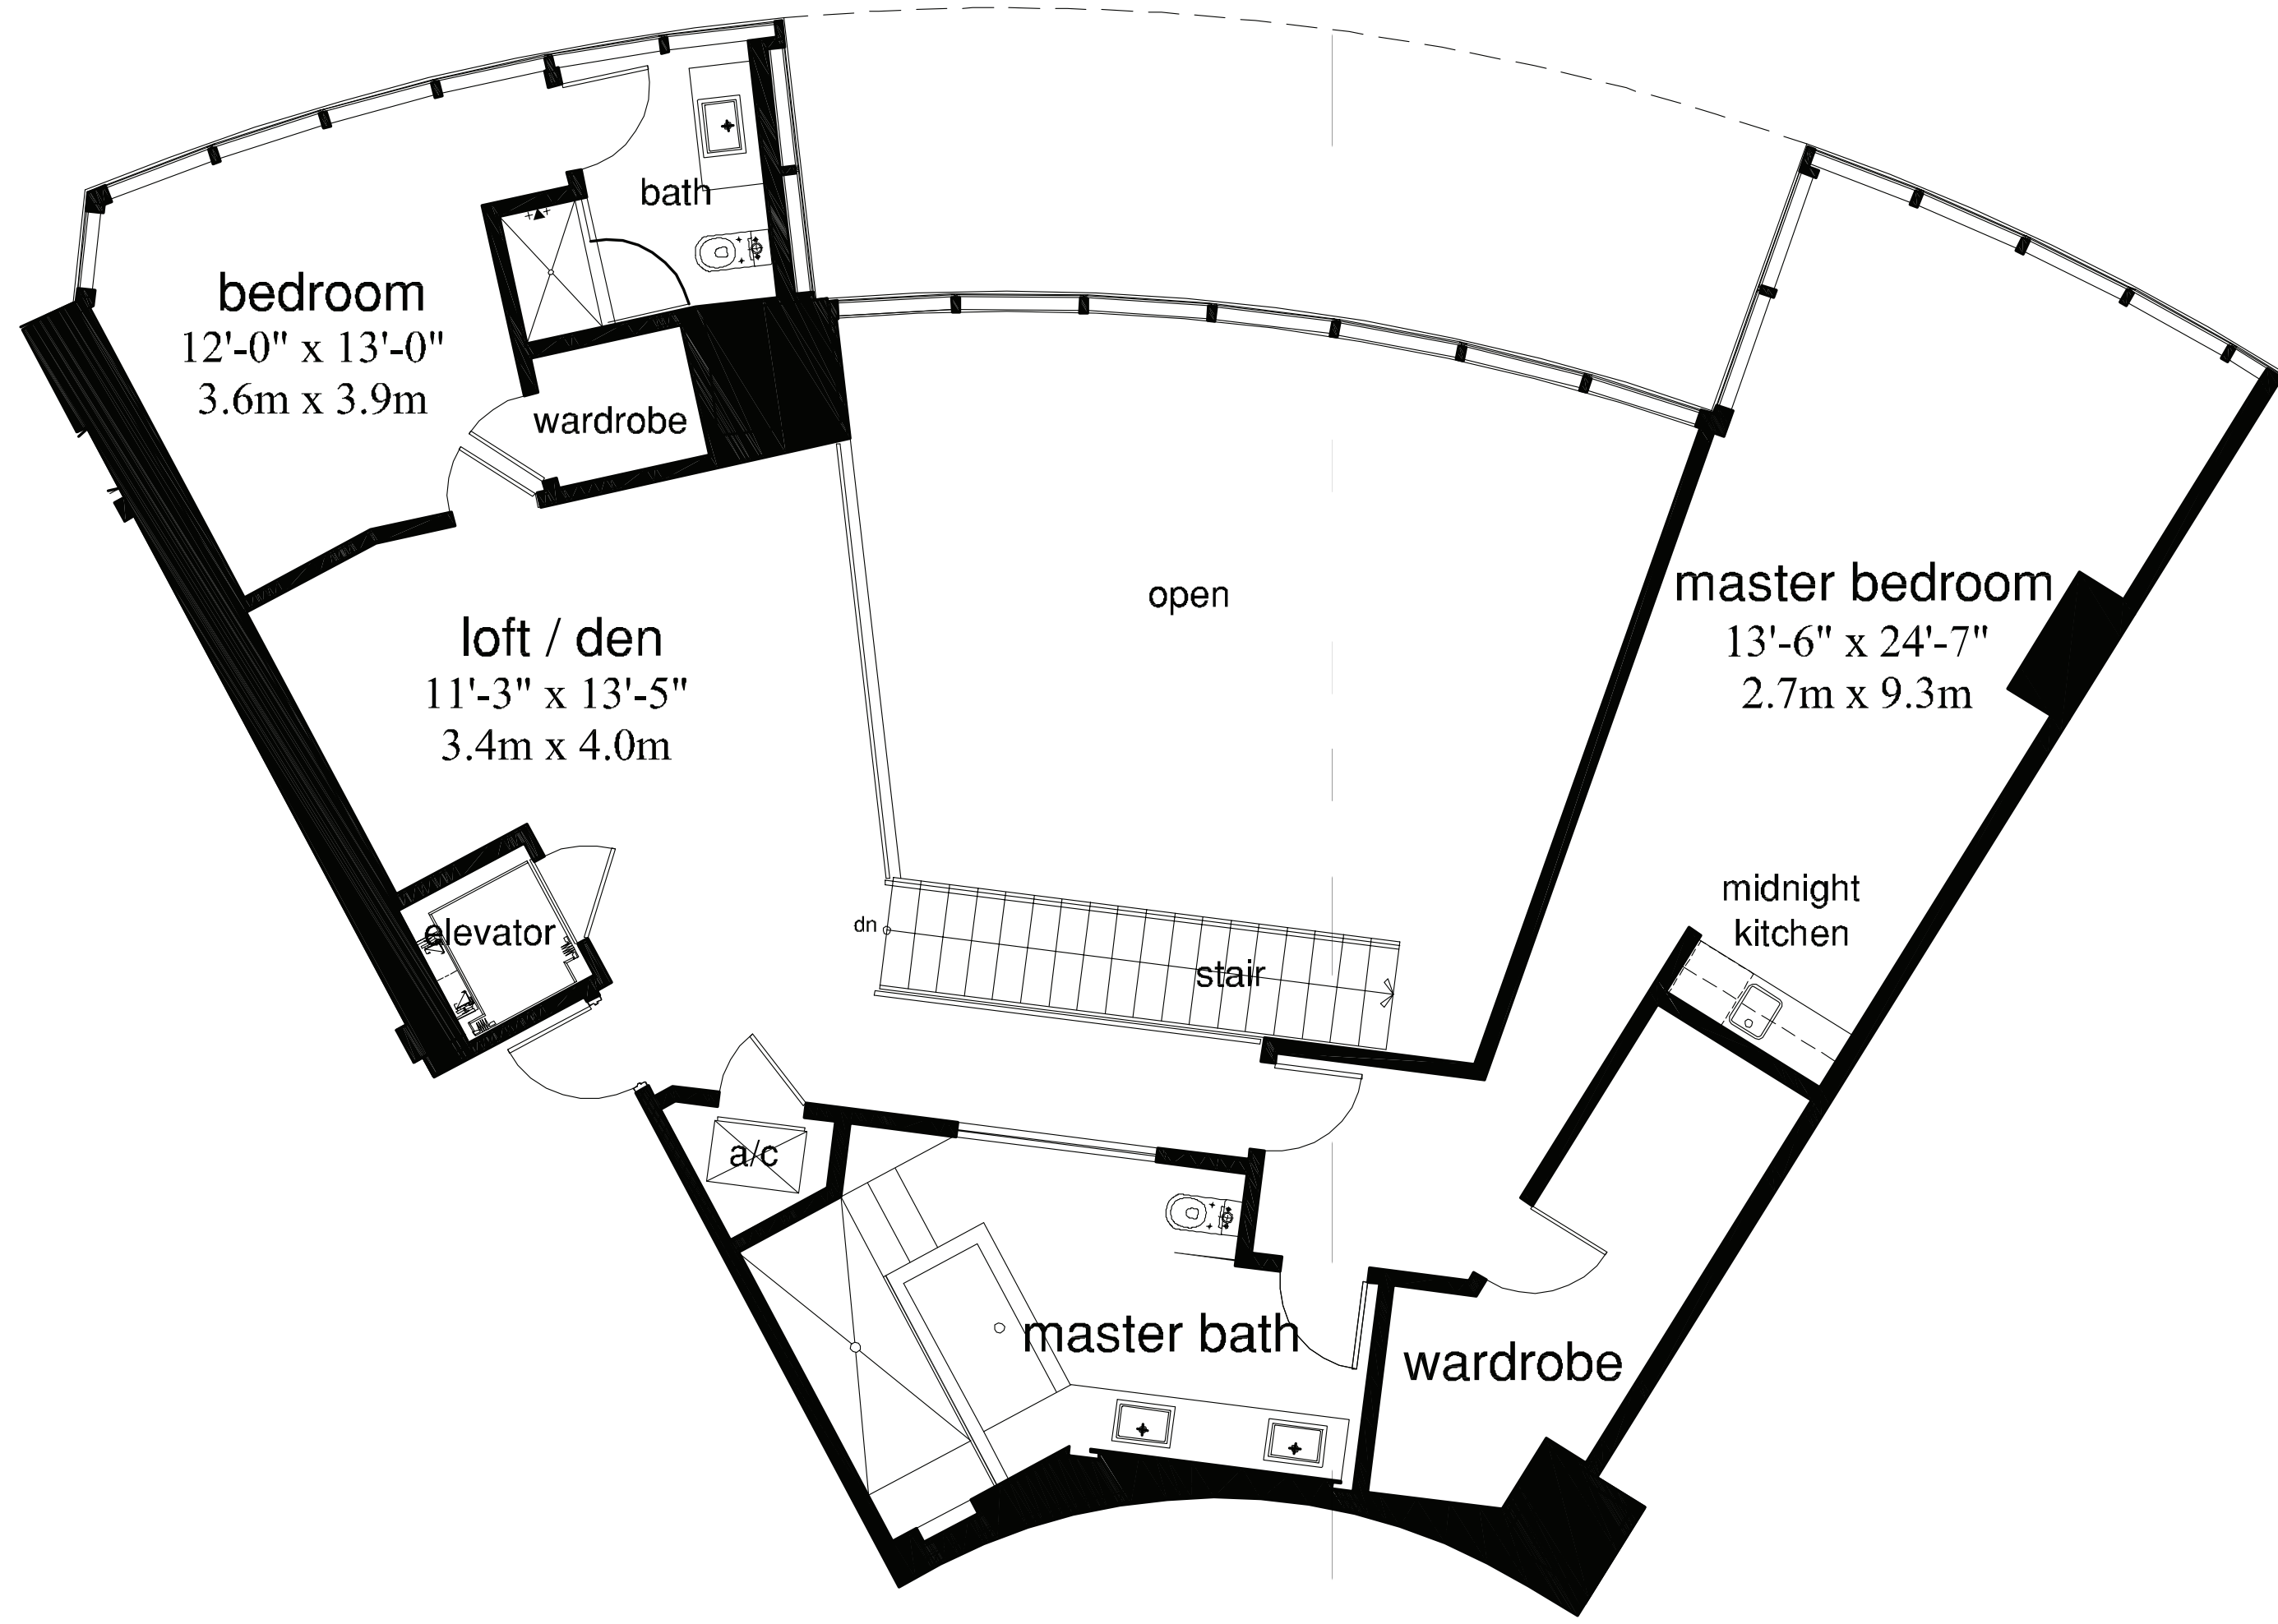 bath
bedroom
12'-0" x 13'-0"
3.6m x 3.9m
wardrobe
open
master bedroom
13'-6" x 24'-7"
2.7m x 9.3m
loft / den
11'-3" x 13'-5"
3.4m x 4.0m
midnight
kitchen
elevator
dn
stair
a/c
master bath
wardrobe